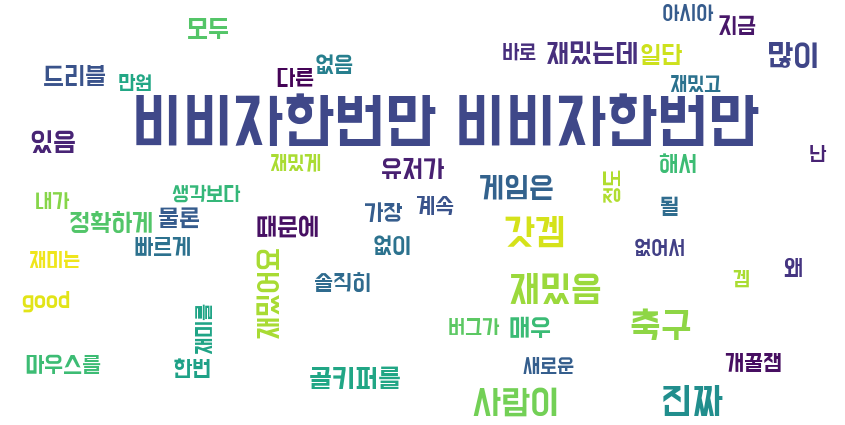 아시아
모두
지금
바로 재밌는데 일단 많이
없음
드리블 만원 다른 재밌고
비비자한번만 비비자한번만
있음
난
재밌게 유저가 해서
생각보다 게임은 정도
내가
가장 계속 될
정확하게 물론 때문에
갓겜
빠르게 없이 없어서
재미는 왜
솔직히 겜
재밌어여 재밌음
good
재미를 버그가 매우 축구
마우스를 한번 새로운 개꿀잼
골키퍼를
사람이 진짜